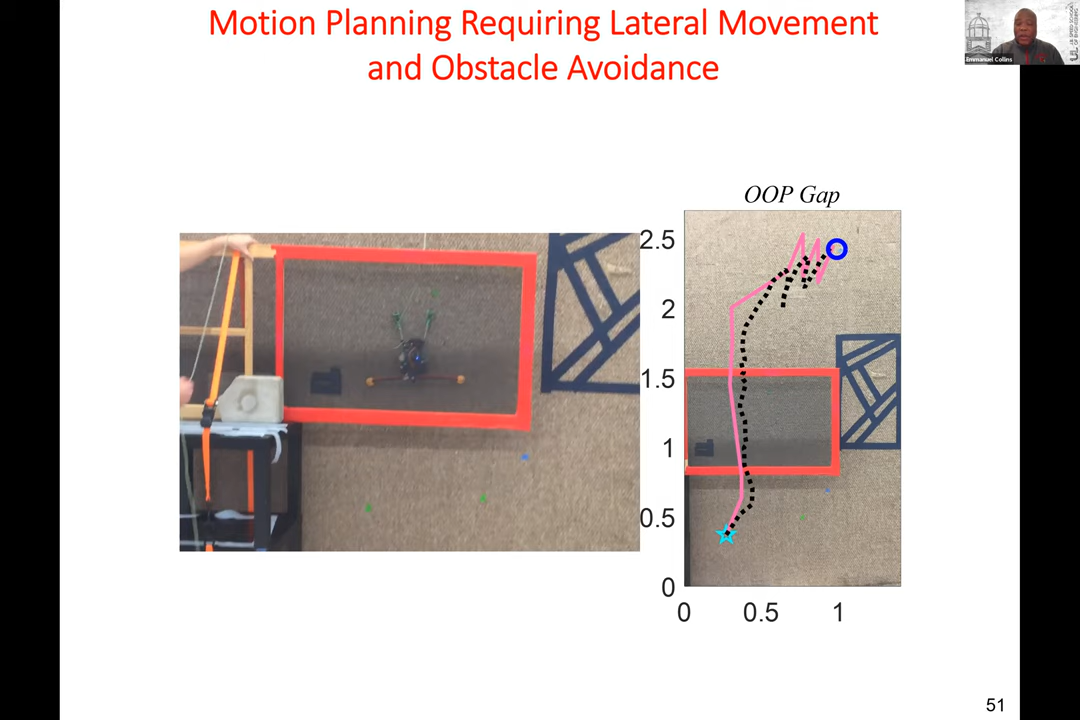 Motion Planning Requiring Lateral Movement
and Obstacle Avoidance
Emmanuel Collins
OOP Gap
2.5
2
1.5
1
0.5
0
0 0.5 1
51